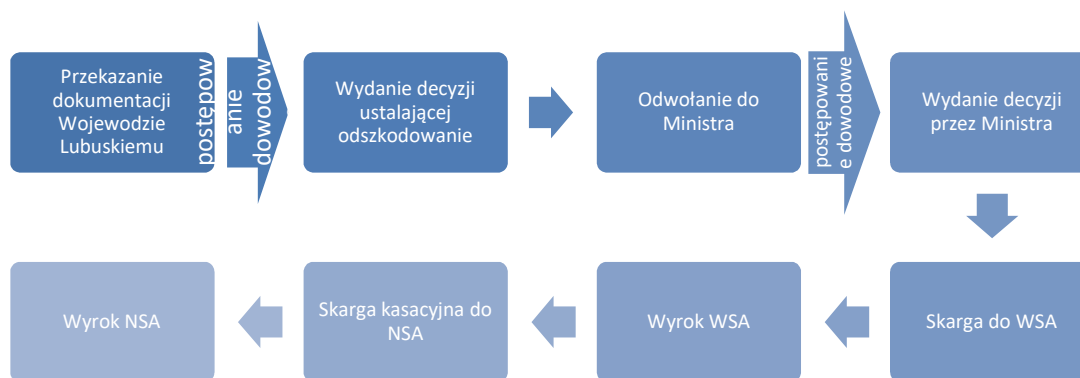 Przekazanie
dokumentacji
Wojewodzie
Lubuskiemu
postępow
anie
dowodow
Wydanie decyzji
ustalającej
odszkodowanie
Odwołanie do
Ministra
postępowani
e dowodowe
Wydanie decyzji
przez Ministra
Skarga do WSA
Wyrok WSA
Skarga kasacyjna do
NSA
Wyrok NSA